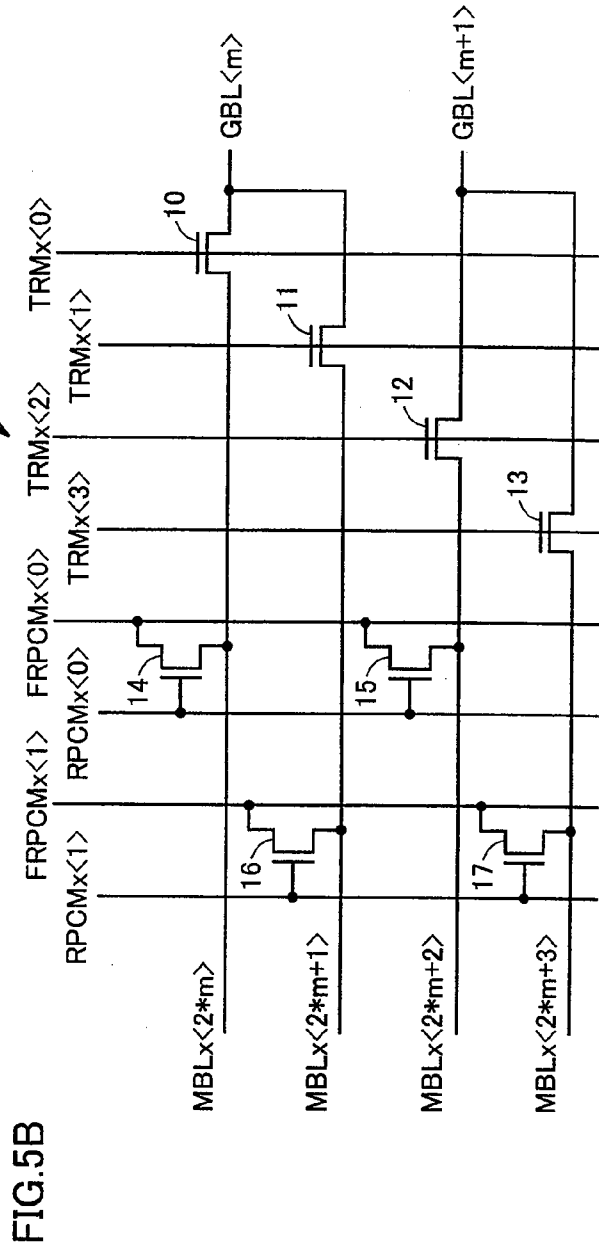 FIG.5B
RPCMx<1>
FRPCMx<1>
RPCMx<0>
FRPCMx<0>
TRMx<3>
TRMx<2>
TRMx<1>
TRMx<0>
MBLx<2*m>
14
10
GBL<m>
MBLx<2*m+1>
16
11
MBLx<2*m+2>
15
12
GBL<m+1>
MBLx<2*m+3>
17
13